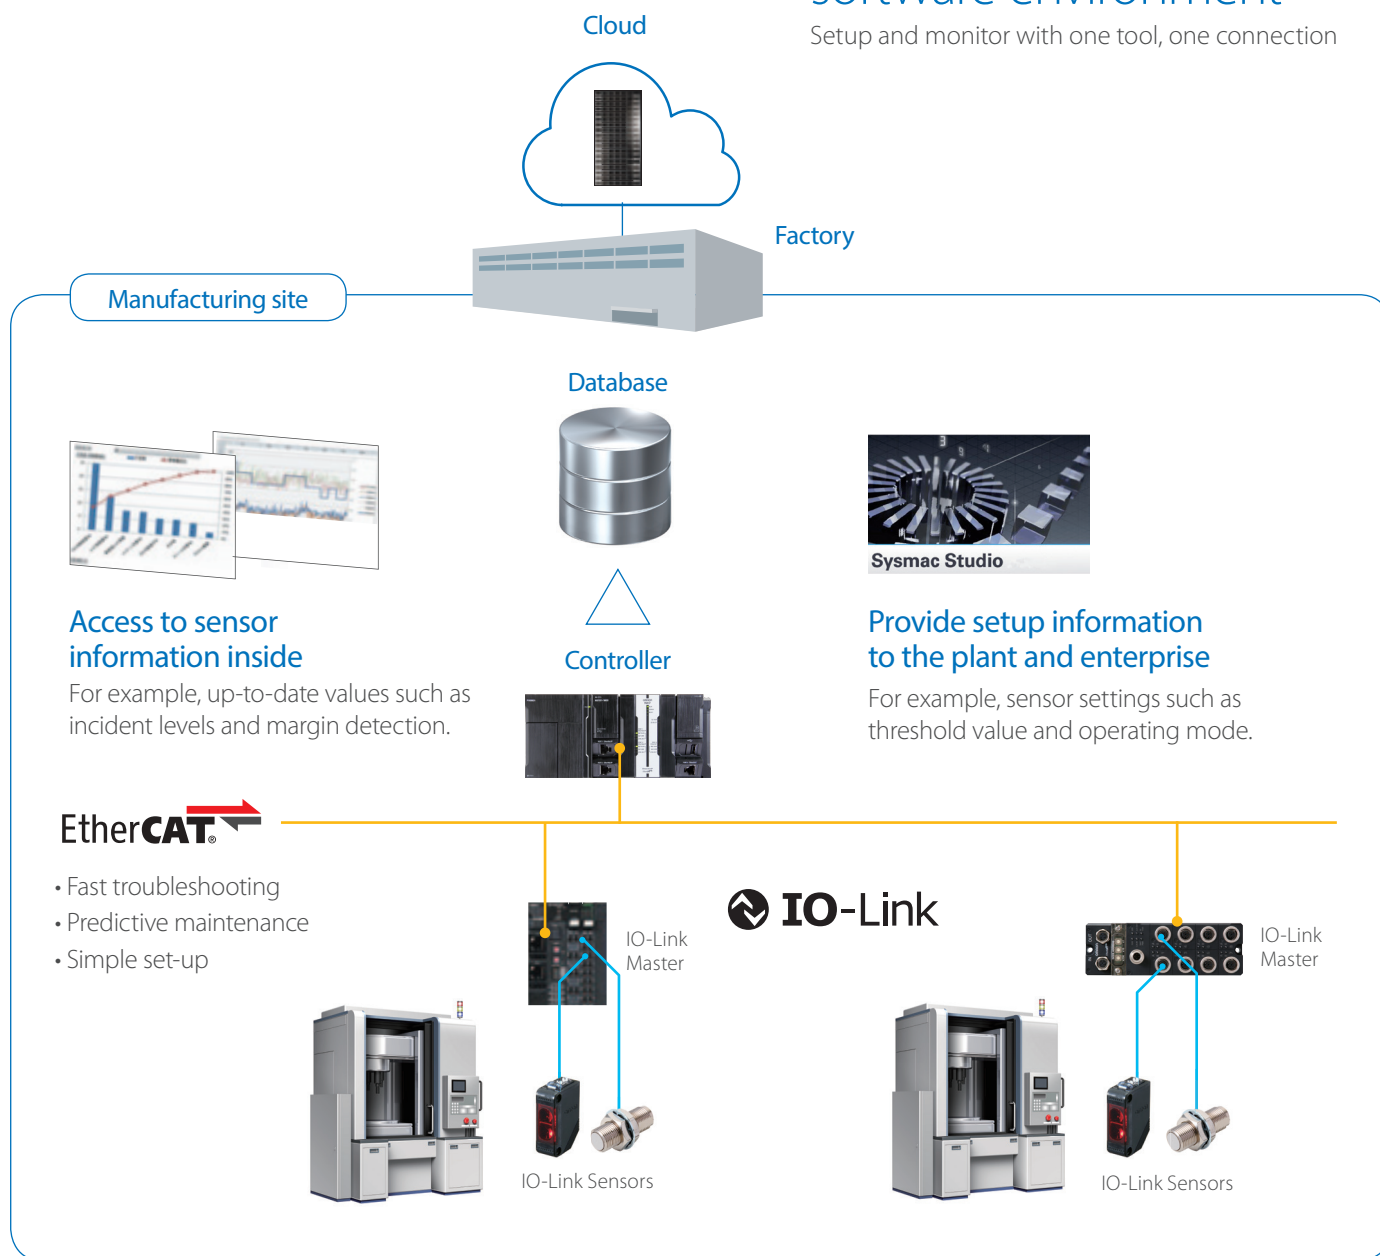 software environment
Setup and monitor with one tool, one connection
Cloud
Factory
Manufacturing site
Database
Sysmac Studio
Access to sensor
information inside
For example, up-to-date values such as
incident levels and margin detection.
Controller
Provide setup information
to the plant and enterprise
For example, sensor settings such as
threshold value and operating mode.
EtherCAT®
• Fast troubleshooting
• Predictive maintenance
• Simple set-up
IO-Link
IO-Link
Master
IO-Link
Master
IO-Link Sensors
IO-Link Sensors